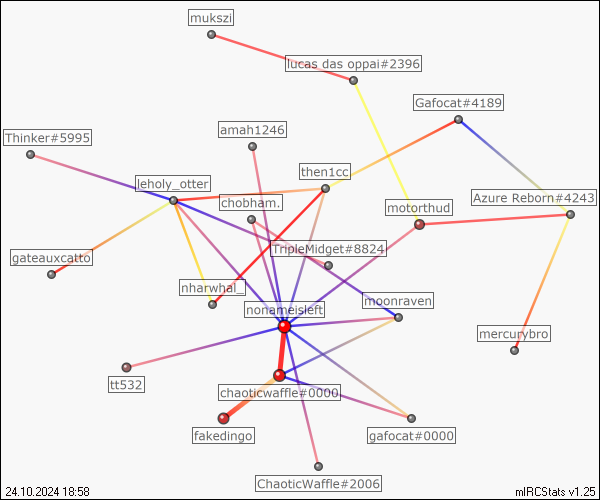 mukszi
lucas das oppai#2396
Gafocat#4189
amah1246
Thinker#5995
then1cc
leholy_otter
Azure Reborn#4243
chobham.
motorthud
TripleMidget#8824
gateauxcatto
nharwhal_
moonraven
nonameisleft
mercurybro
tt532
chaoticwaffle#0000
fakedingo
gafocat#0000
ChaoticWaffle#2006
24.10.2024 18:58
mIRCStats v1.25